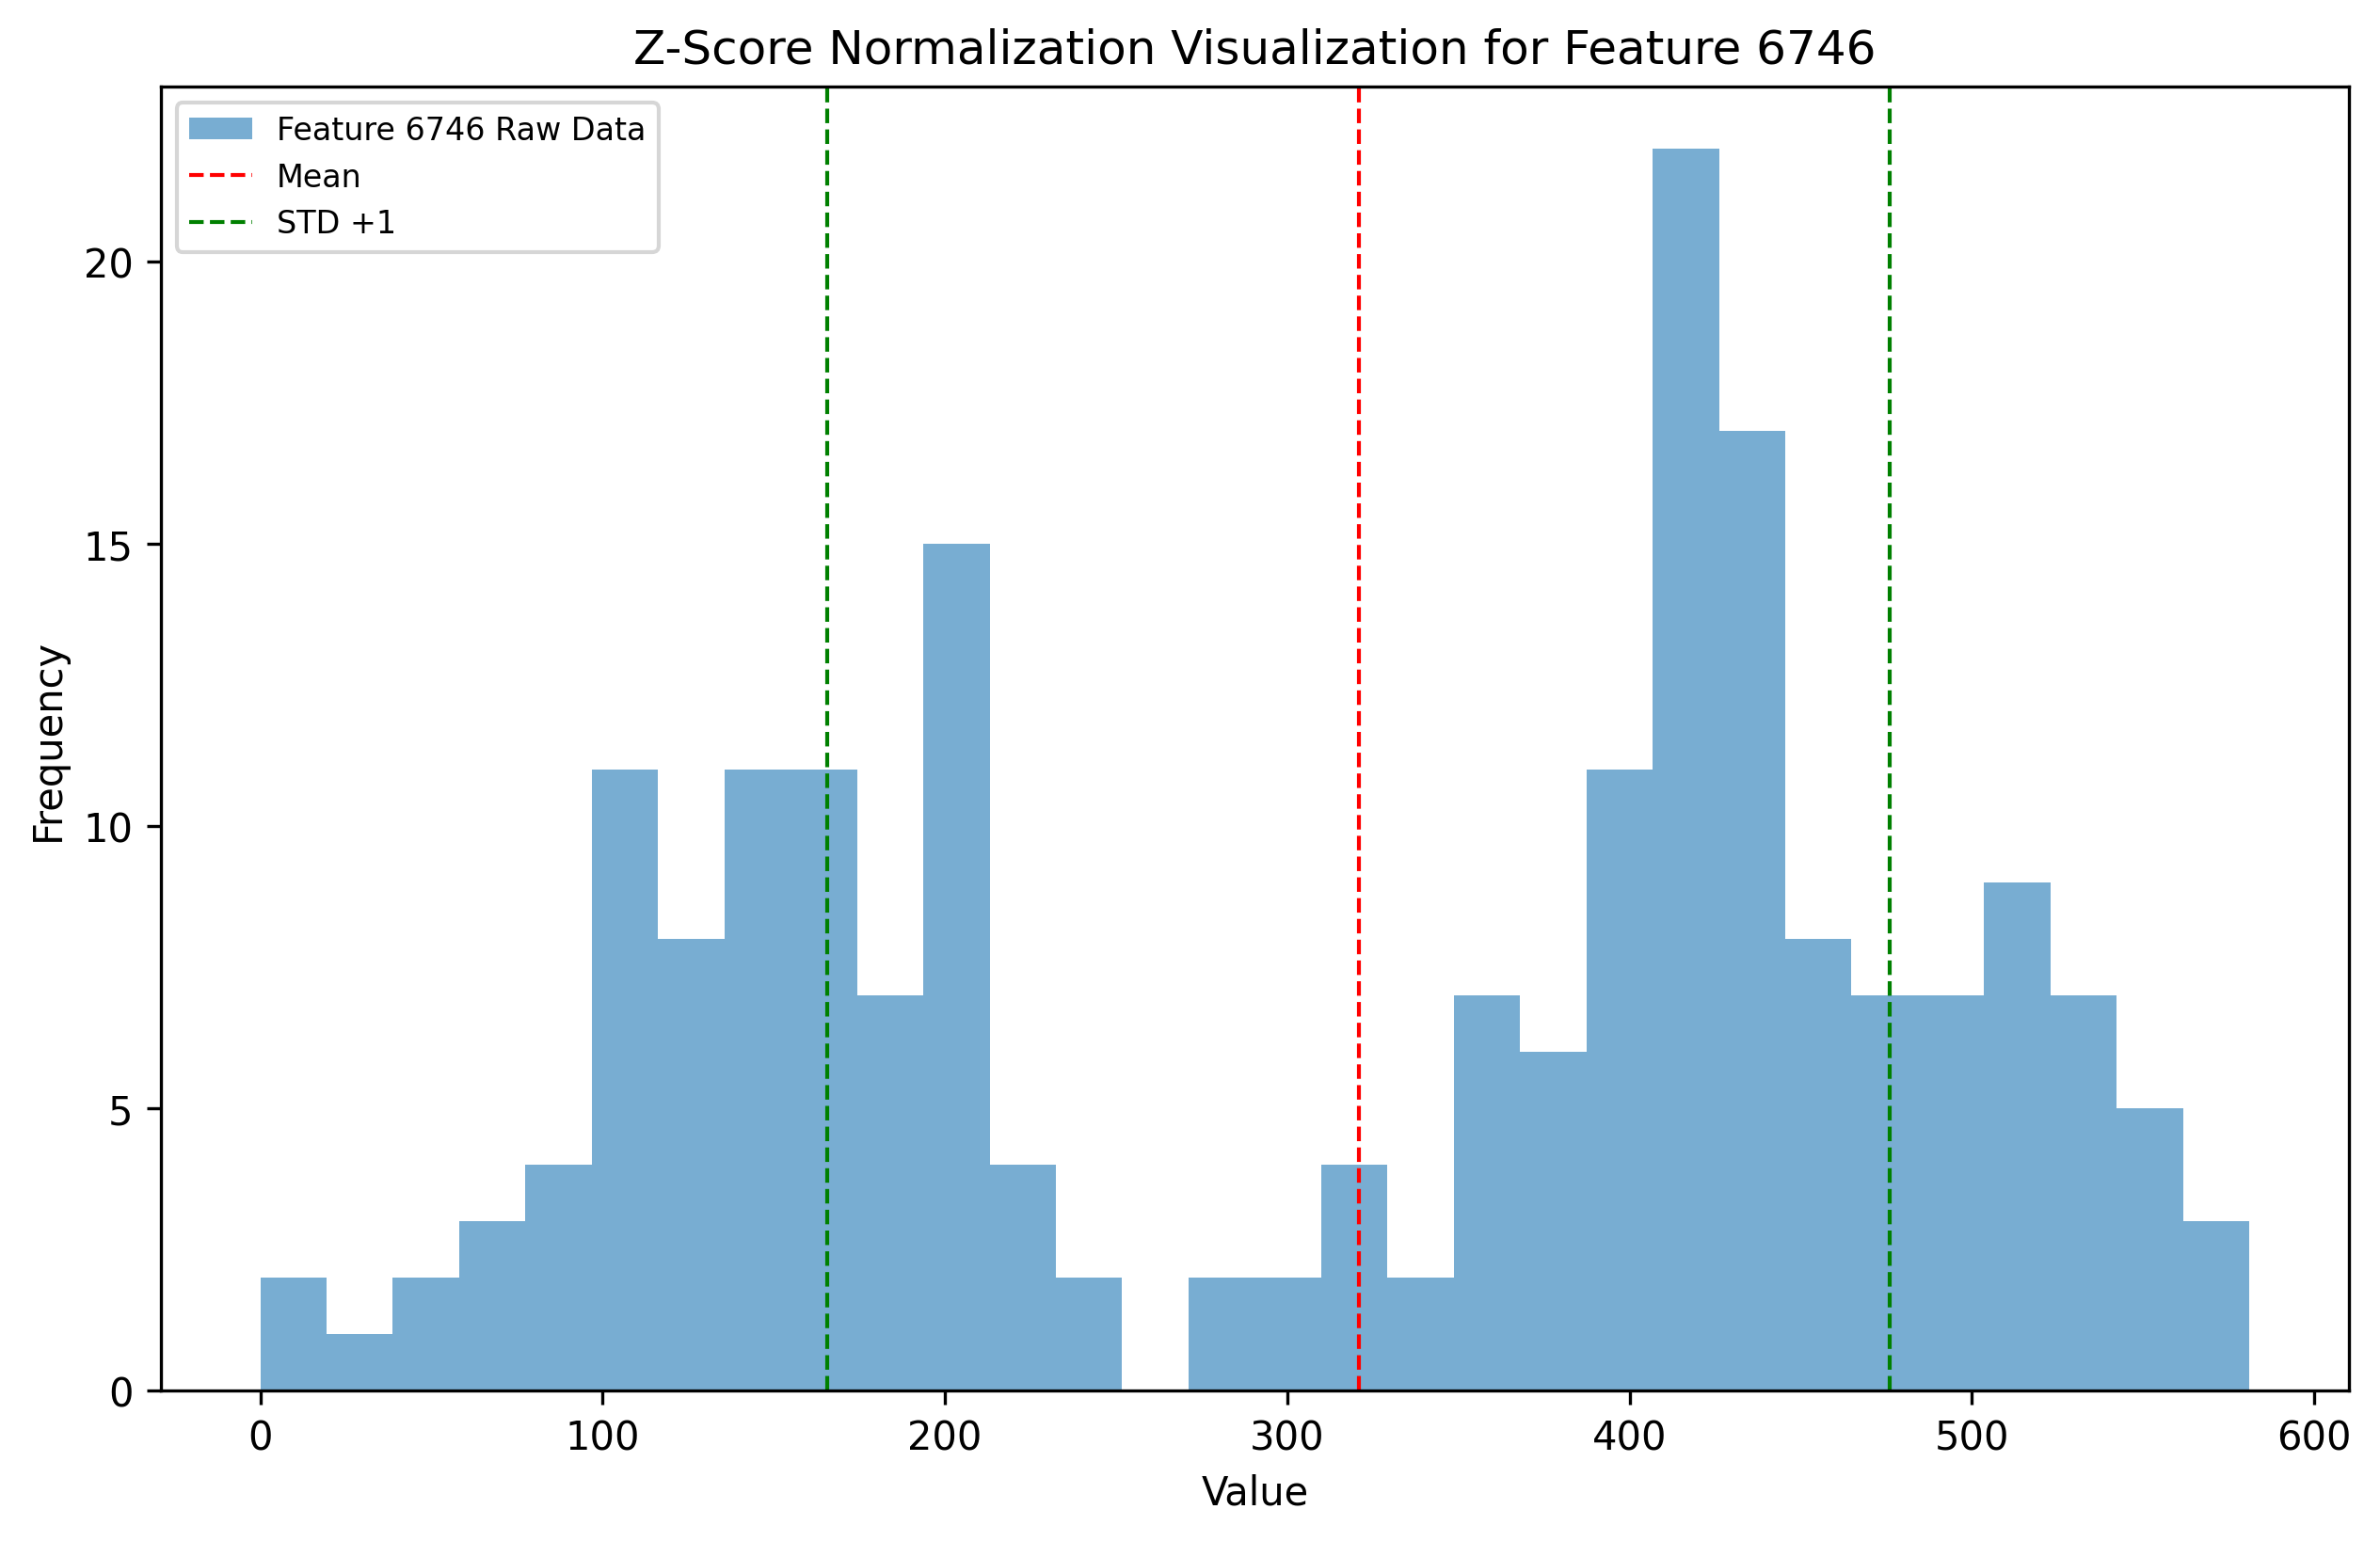 Z-Score Normalization Visualization for Feature 6746
Feature 6746 Raw Data
Mean
STD +1
20
15
10
5
0
Frequency
0 100 200 300 400 500 600
Value